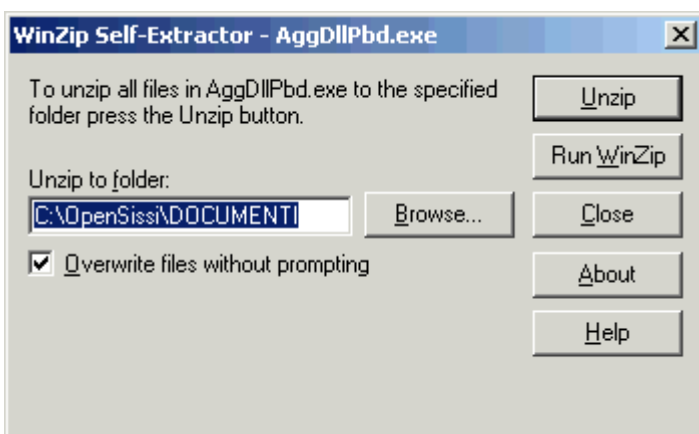 WinZip Self-Extractor - AggDllPbd.exe
To unzip all files in AggDllPbd.exe to the specified
folder press the Unzip button.
Unzip to folder:
C:\OpenSissi\DOCUMENTI
Browse...
Overwrite files without prompting
Unzip
Run WinZip
Close
About
Help